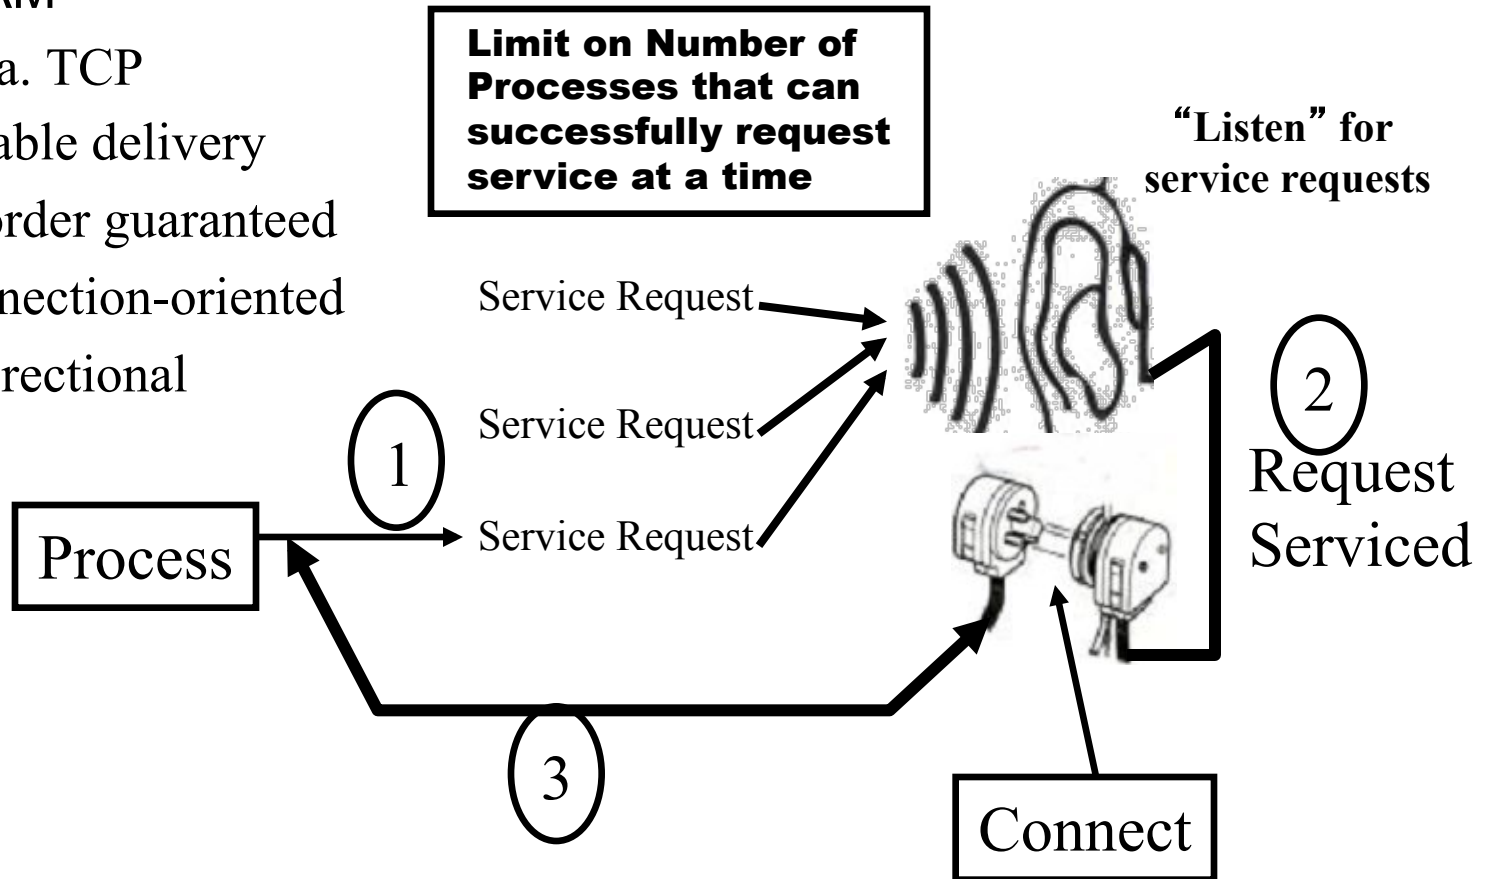 a. TCP
able delivery
order guaranteed
nection-oriented
rectional
Limit on Number of
Processes that can
successfully request
service at a time
“Listen” for
service requests
Service Request
Service Request
Service Request
1
Process
2
Request
Serviced
3
Connect